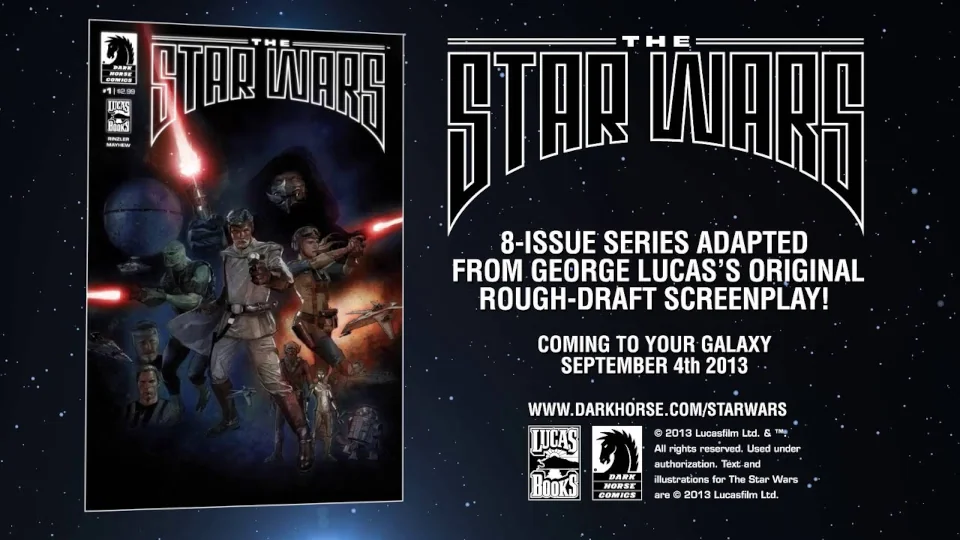 DARK
HORSE
COMICS
#1 | $2.99
LUCAS
BOOKS
RINZLER
MAYHEW
THE
STAR WARS
THE
STAR WARS
8-ISSUE SERIES ADAPTED
FROM GEORGE LUCAS'S ORIGINAL
ROUGH-DRAFT SCREENPLAY!
COMING TO YOUR GALAXY
SEPTEMBER 4th 2013
WWW.DARKHORSE.COM/STARWARS
LUCAS
BOOKS
DARK
HORSE
COMICS
© 2013 Lucasfilm Ltd. & ™.
All rights reserved. Used under
authorization. Text and
illustrations for The Star Wars
are © 2013 Lucasfilm Ltd.